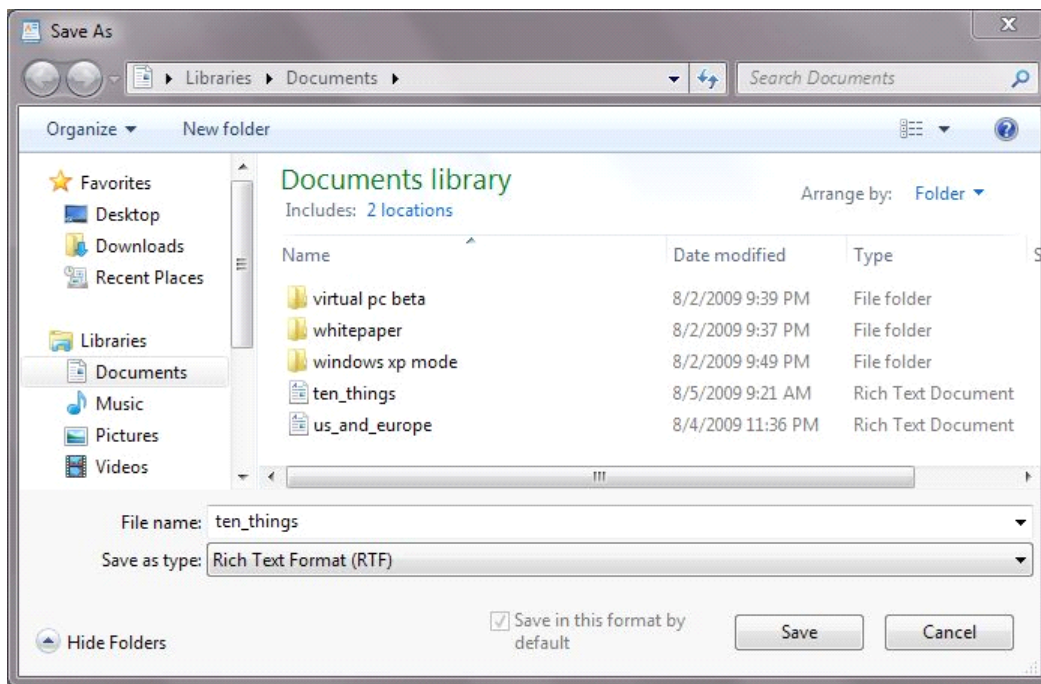 Save As
Libraries Documents
Search Documents
Organize New folder
Favorites
Desktop
Downloads
Recent Places
Libraries
Documents
Music
Pictures
Videos
Documents library
Includes: 2 locations
Arrange by: Folder
Name Date modified Type S
virtual pc beta 8/2/2009 9:39 PM File folder
whitepaper 8/2/2009 9:37 PM File folder
windows xp mode 8/2/2009 9:49 PM File folder
ten_things 8/5/2009 9:21 AM Rich Text Document
us_and_europe 8/4/2009 11:36 PM Rich Text Document
File name: ten_things
Save as type: Rich Text Format (RTF)
Hide Folders
Save in this format by
default
Save Cancel